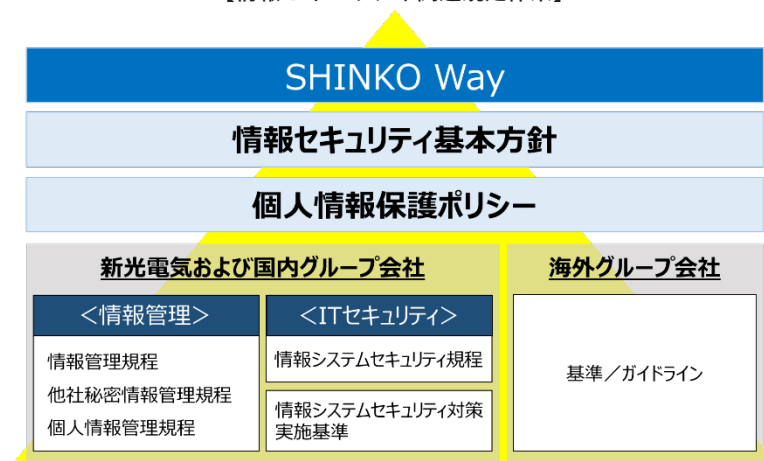 SHINKO Way
情報セキュリティ基本方針
個人情報保護ポリシー
新光電気および国内グループ会社
海外グループ会社
＜情報管理＞
情報管理規程
他社秘密情報管理規程
個人情報管理規程
＜ITセキュリティ＞
情報システムセキュリティ規程
情報システムセキュリティ対策
実施基準
基準／ガイドライン